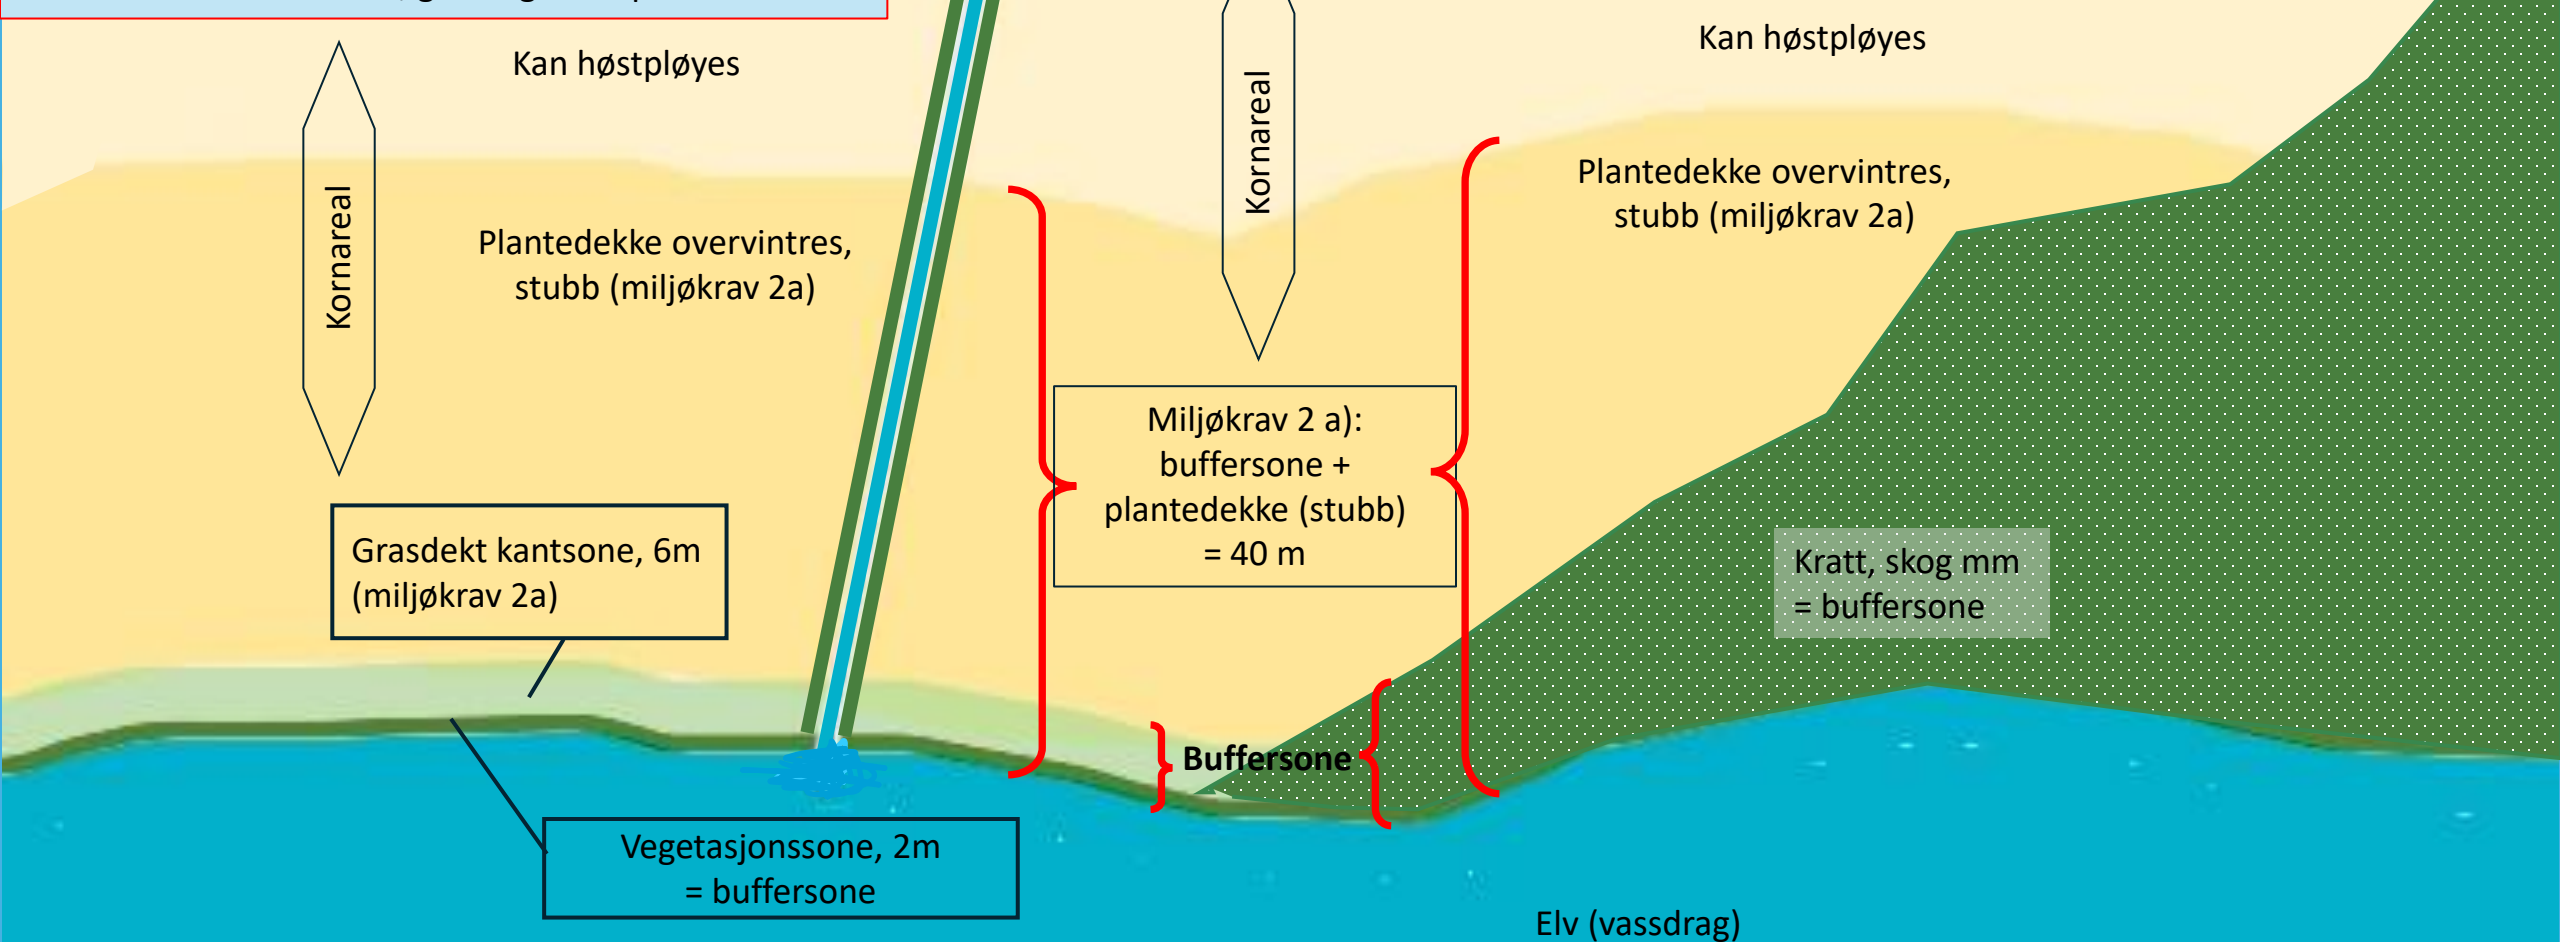 Kan høstpløyes
Kan høstpløyes
Kornareal
Kornareal
Plantedekke overvintres,
stubb (miljøkrav 2a)
Plantedekke overvintres,
stubb (miljøkrav 2a)
Miljøkrav 2 a):
buffersone +
plantedekke (stubb)
= 40 m
Grasdekt kantsone, 6m
(miljøkrav 2a)
Kratt, skog mm
= buffersone
Buffersone
Vegetasjonssone, 2m
= buffersone
Elv (vassdrag)